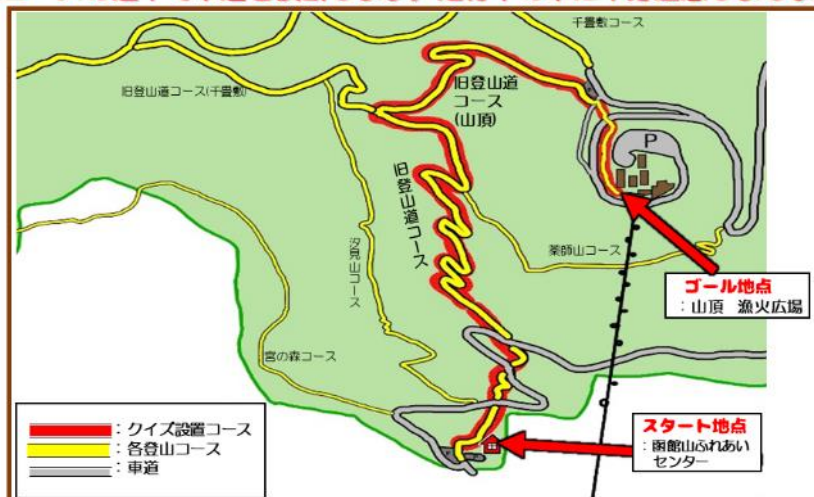 千畳敷コース
旧登山道コース(千畳敷)
旧登山道
コース
(山頂)
P
旧登山道コース
汐見山コース
薬師山コース
ゴール地点
:山頂 漁火広場
宮の森コース
:クイズ設置コース
:各登山コース
:車道
スタート地点
:函館山ふれあい
センター